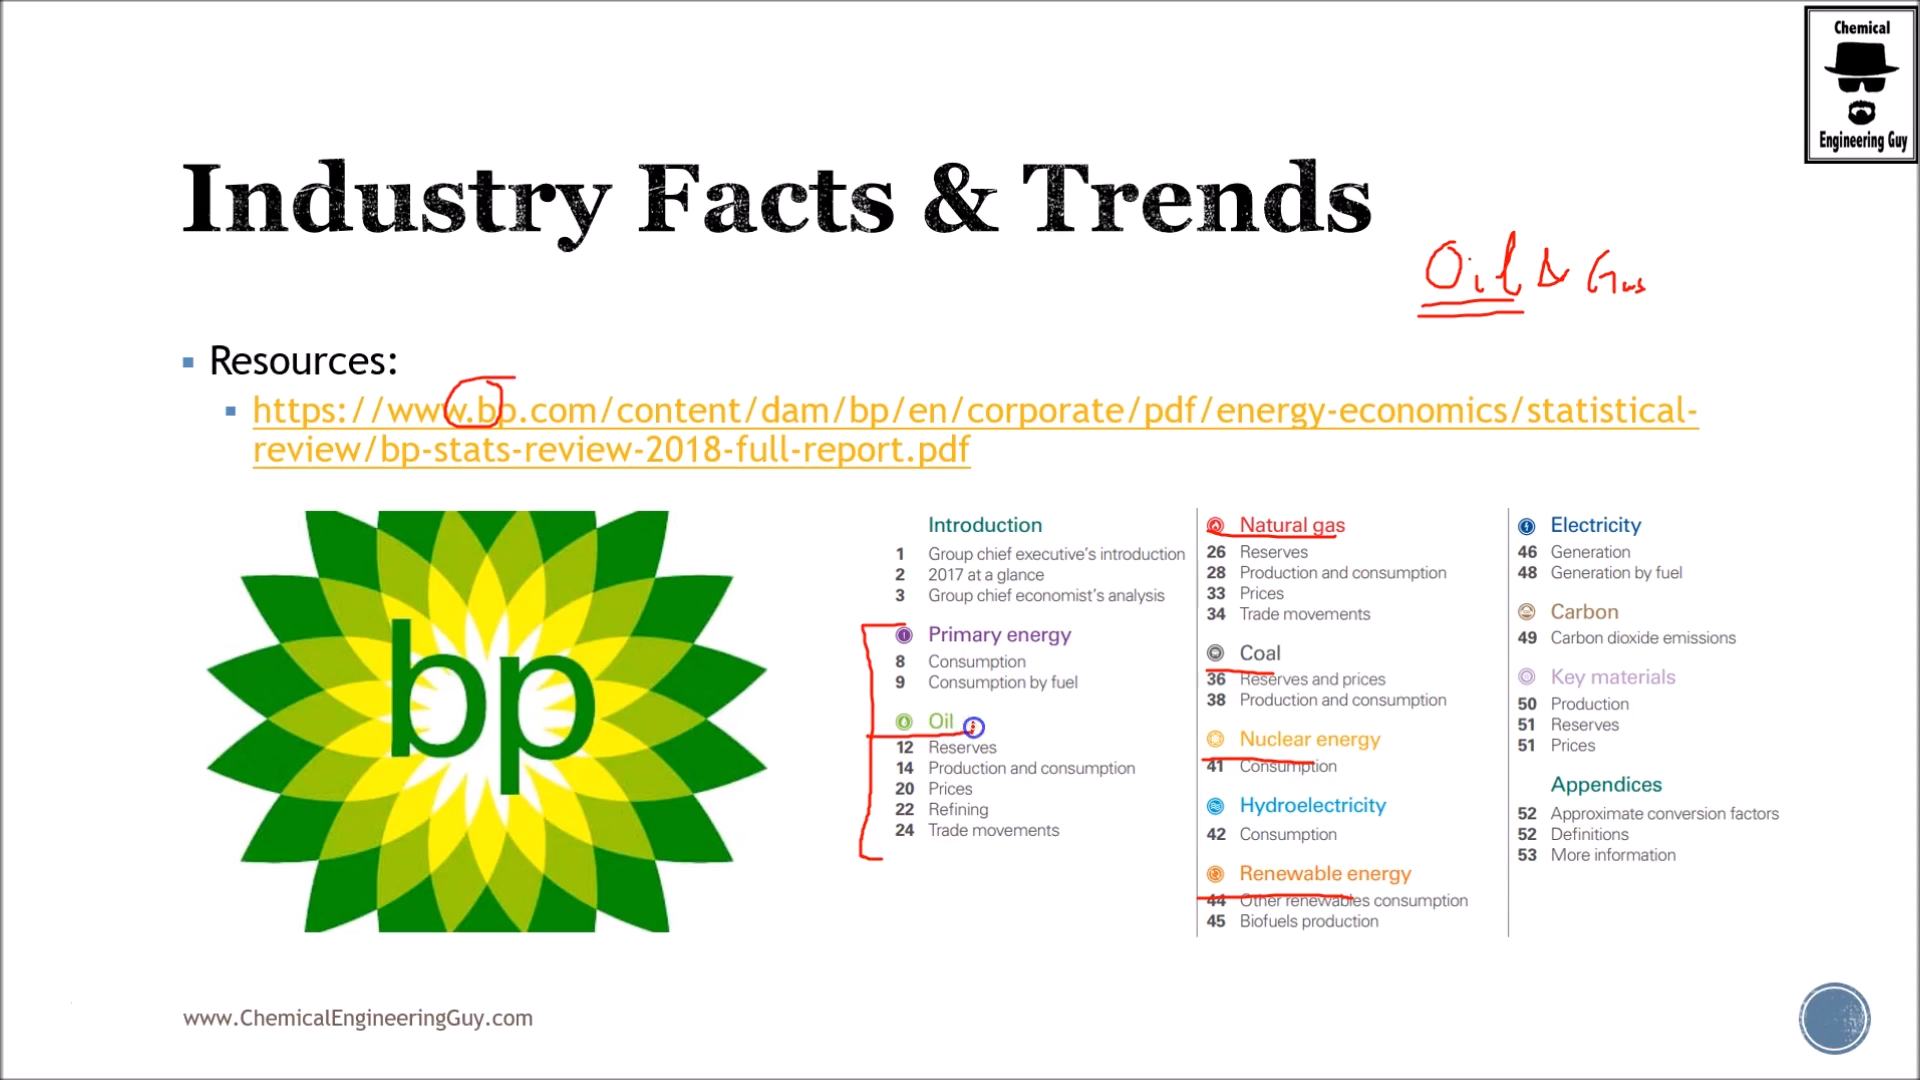 Chemical
Engineering Guy
Industry Facts & Trends
Oil & Gas
Resources:
https://www.bp.com/content/dam/bp/en/corporate/pdf/energy-economics/statistical-
review/bp-stats-review-2018-full-report.pdf
bp
Introduction
1 Group chief executive's introduction
2 2017 at a glance
3 Group chief economist's analysis
Primary energy
8 Consumption
9 Consumption by fuel
Oil
12 Reserves
14 Production and consumption
20 Prices
22 Refining
24 Trade movements
Natural gas
26 Reserves
28 Production and consumption
33 Prices
34 Trade movements
Coal
36 Reserves and prices
38 Production and consumption
Nuclear energy
41 Consumption
Hydroelectricity
42 Consumption
Renewable energy
44 Other renewables consumption
45 Biofuels production
Electricity
46 Generation
48 Generation by fuel
Carbon
49 Carbon dioxide emissions
Key materials
50 Production
51 Reserves
51 Prices
Appendices
52 Approximate conversion factors
52 Definitions
53 More information
www.ChemicalEngineeringGuy.com